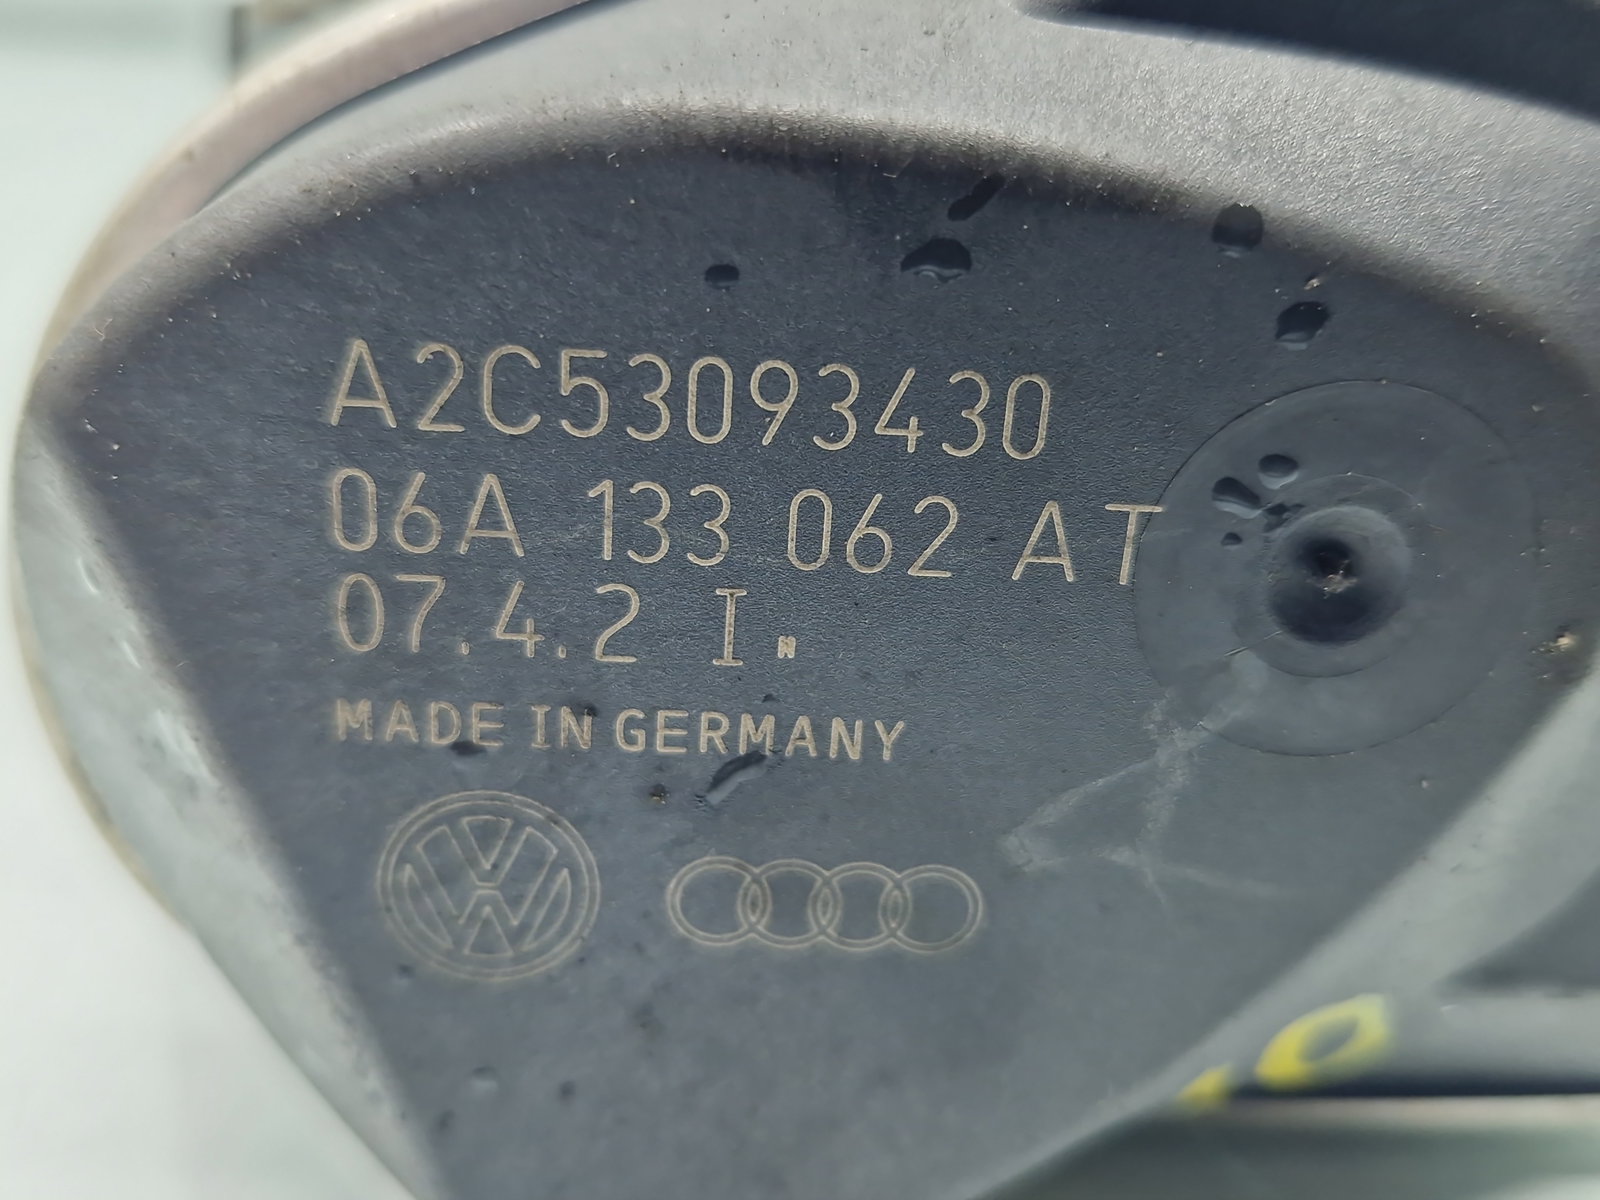 A2C53093430
06A 133 062 AT
07.4.2 I N
MADE IN GERMANY